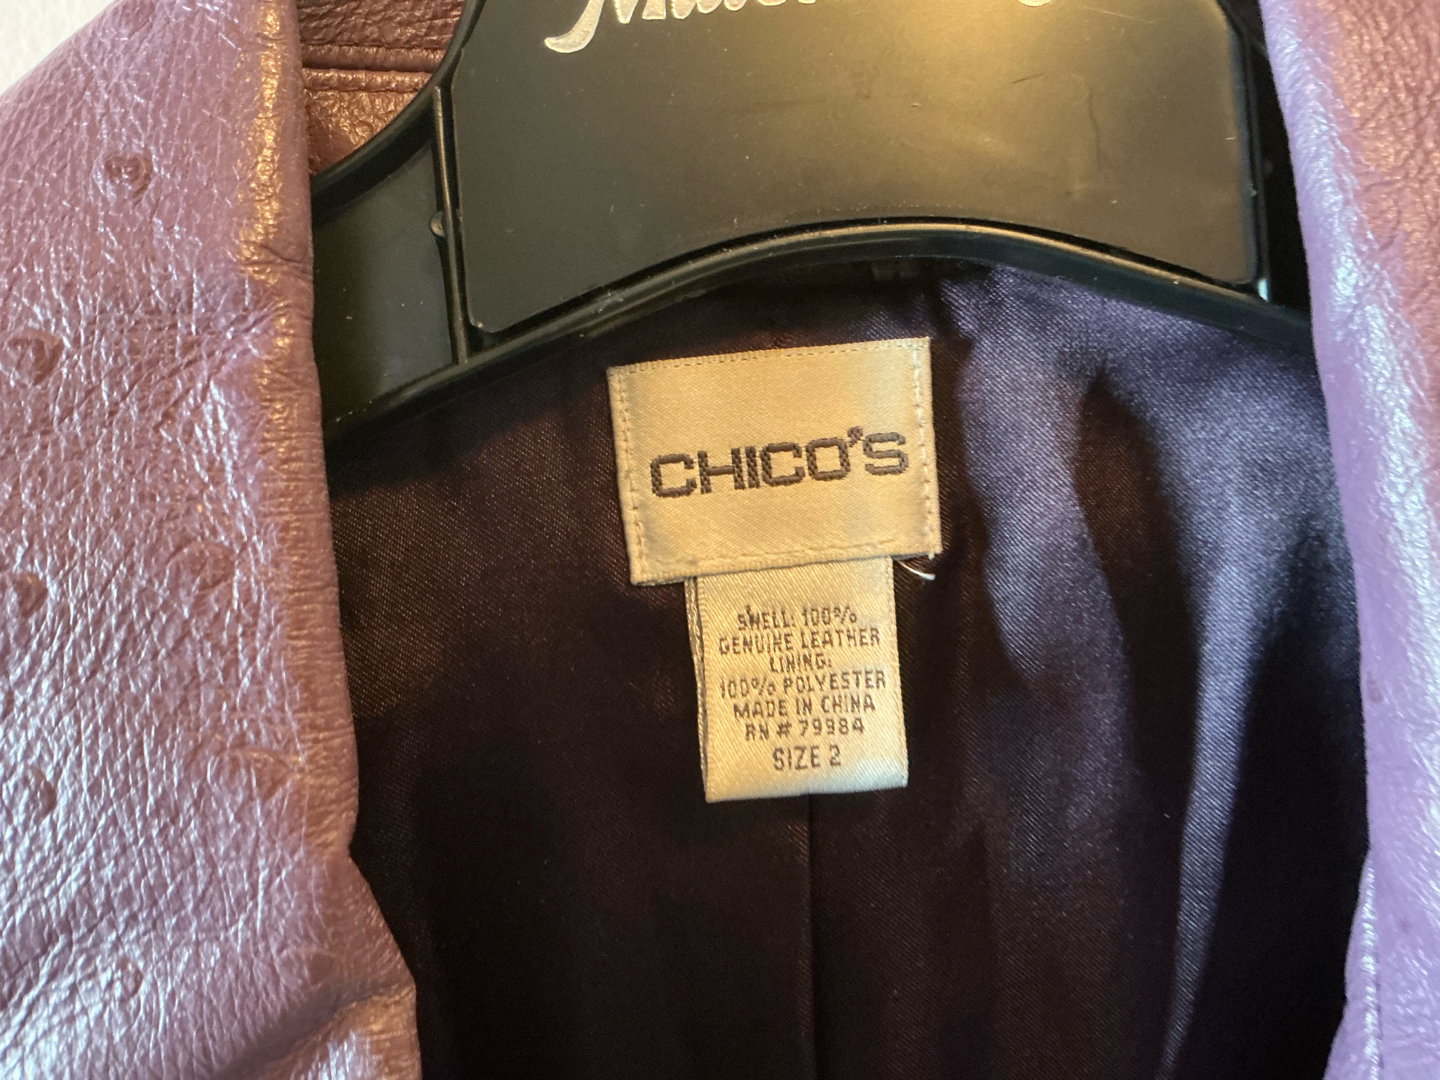 CHICO'S
SHELL: 100%
GENUINE LEATHER
LINING:
100% POLYESTER
MADE IN CHINA
RN # 79984
SIZE 2